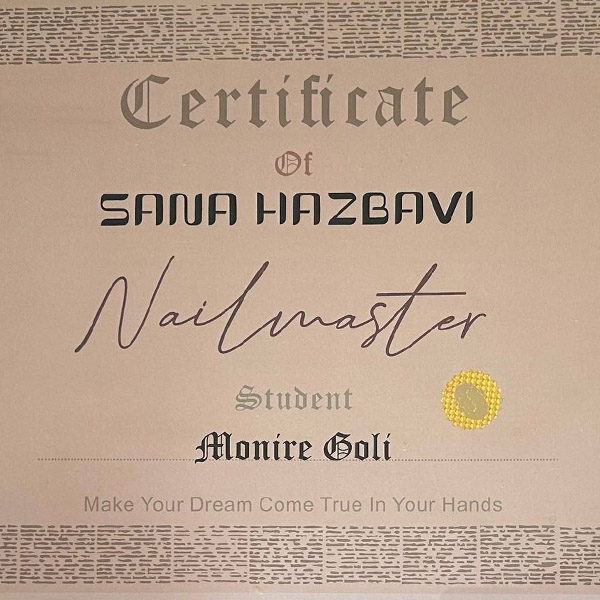 Certificate
Of
SANA HAZBAVI
Nailmaster
Student
Monire Goli
Make Your Dream Come True In Your Hands